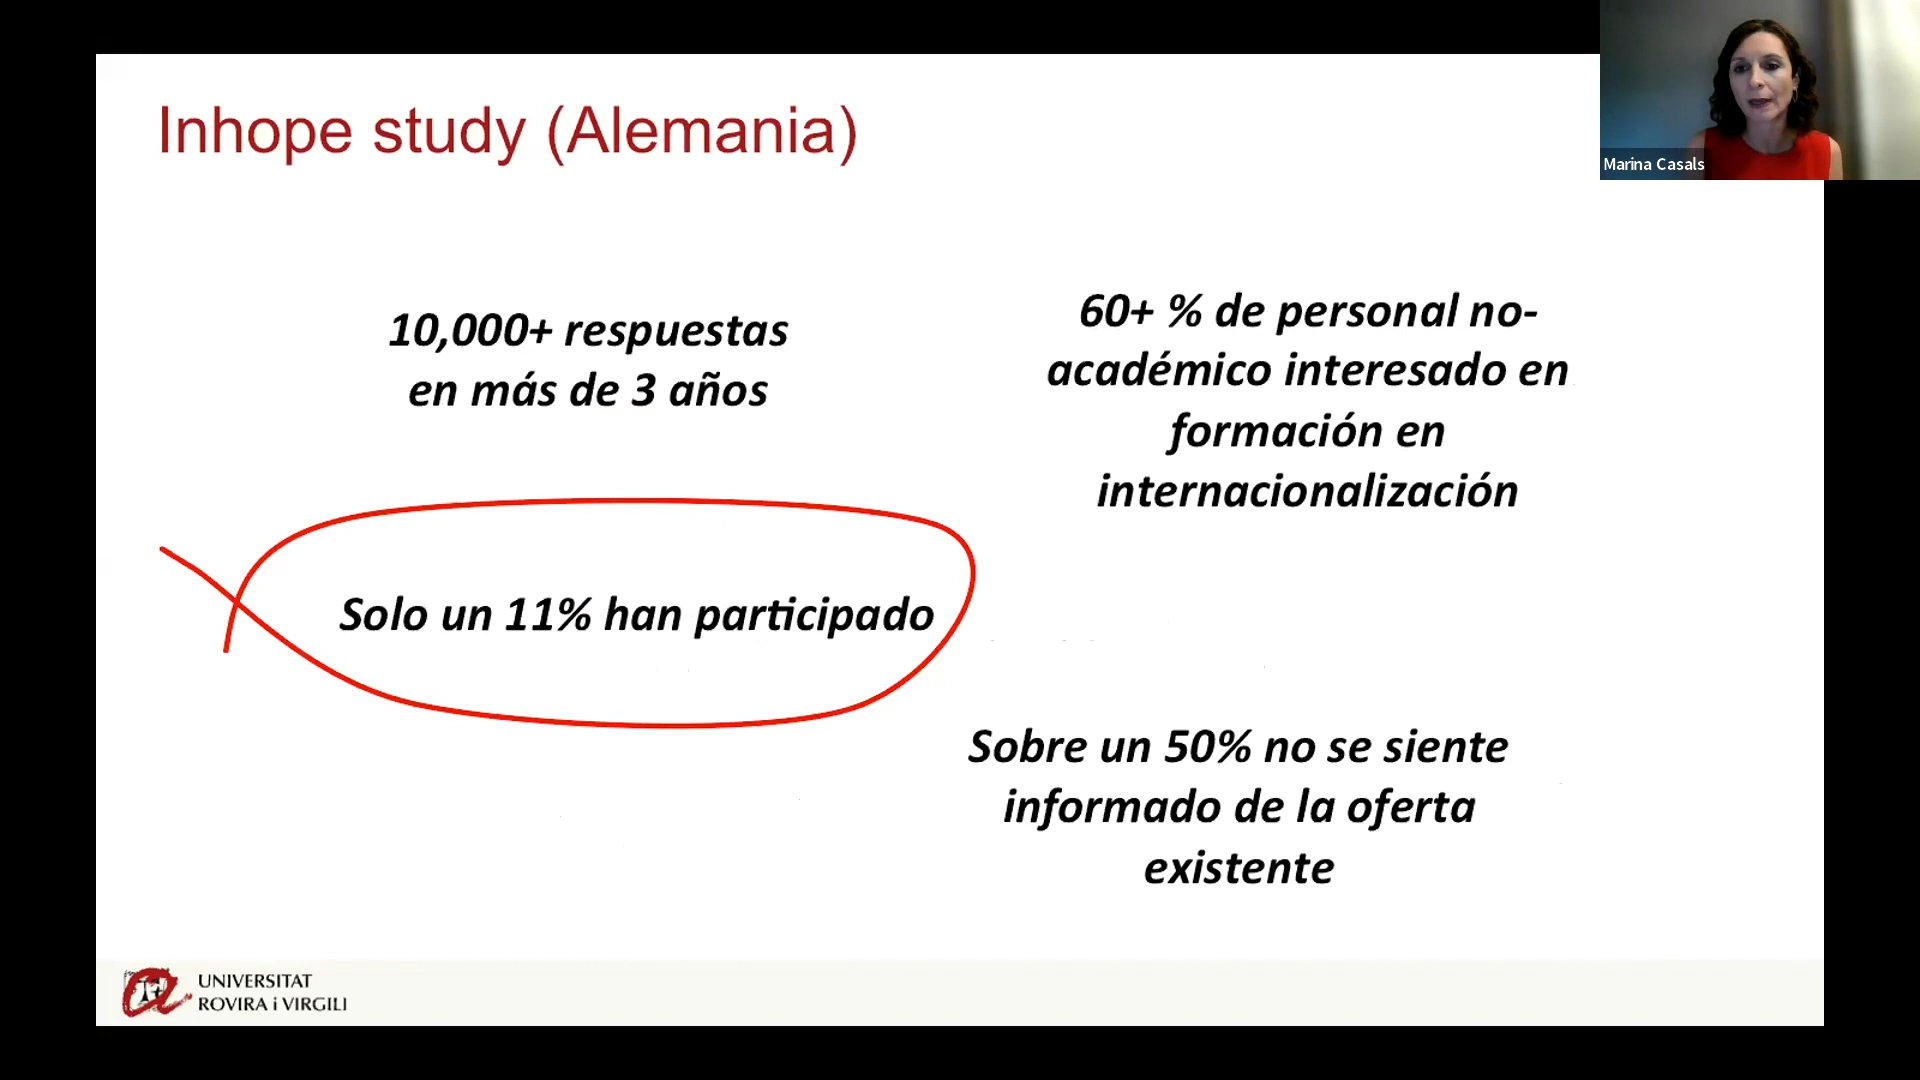 Inhope study (Alemania)
Marina Casals
10,000+ respuestas
en más de 3 años
60+ % de personal no-
académico interesado en
formación en
internacionalización
Solo un 11% han participado
Sobre un 50% no se siente
informado de la oferta
existente
UNIVERSITAT
ROVIRA i VIRGILI